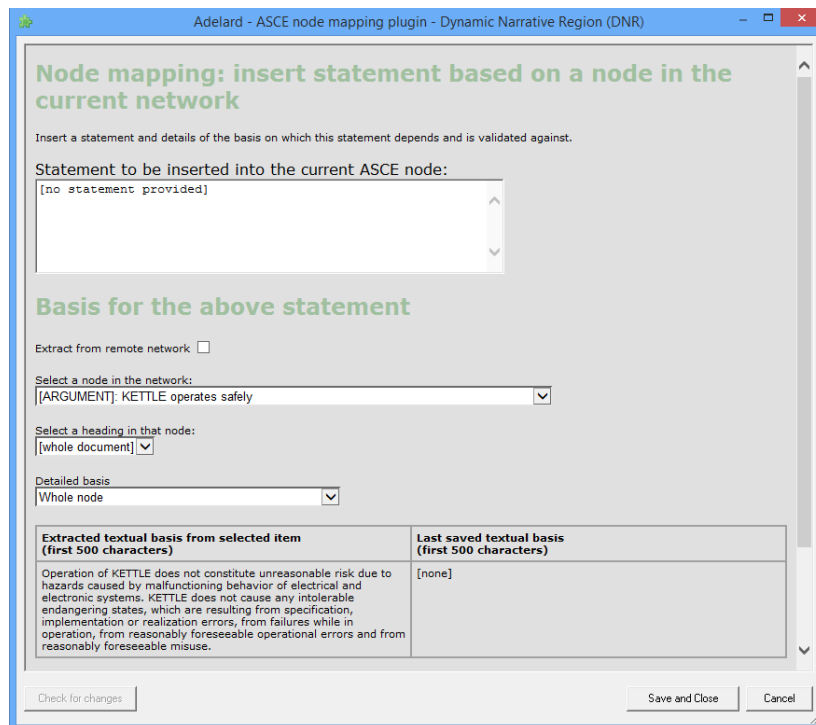 Adelard - ASCE node mapping plugin - Dynamic Narrative Region (DNR)
Node mapping: insert statement based on a node in the
current network
Insert a statement and details of the basis on which this statement depends and is validated against.
Statement to be inserted into the current ASCE node:
[no statement provided]
Basis for the above statement
Extract from remote network
Select a node in the network:
[ARGUMENT]: KETTLE operates safely
Select a heading in that node:
[whole document]
Detailed basis
Whole node
Extracted textual basis from selected item
(first 500 characters)
Last saved textual basis
(first 500 characters)
Operation of KETTLE does not constitute unreasonable risk due to
hazards caused by malfunctioning behavior of electrical and
electronic systems. KETTLE does not cause any intolerable
endangering states, which are resulting from specification,
implementation or realization errors, from failures while in
operation, from reasonably foreseeable operational errors and from
reasonably foreseeable misuse.
[none]
Check for changes
Save and Close
Cancel